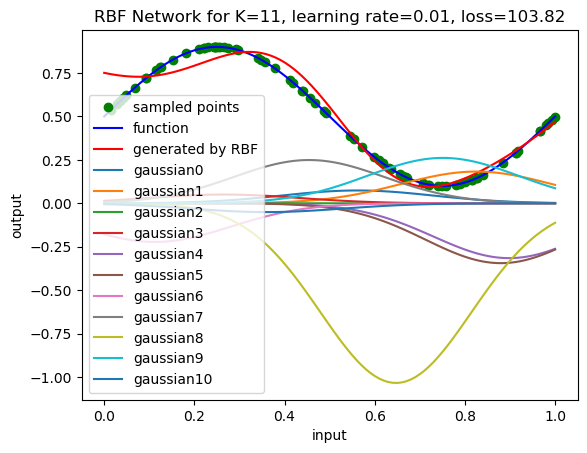 RBF Network for K=11, learning rate=0.01, loss=103.82
0.75
0.50
0.25
0.00
−0.25
−0.50
−0.75
−1.00
output
sampled points
function
generated by RBF
gaussian0
gaussian1
gaussian2
gaussian3
gaussian4
gaussian5
gaussian6
gaussian7
gaussian8
gaussian9
gaussian10
0.0 0.2 0.4 0.6 0.8 1.0
input